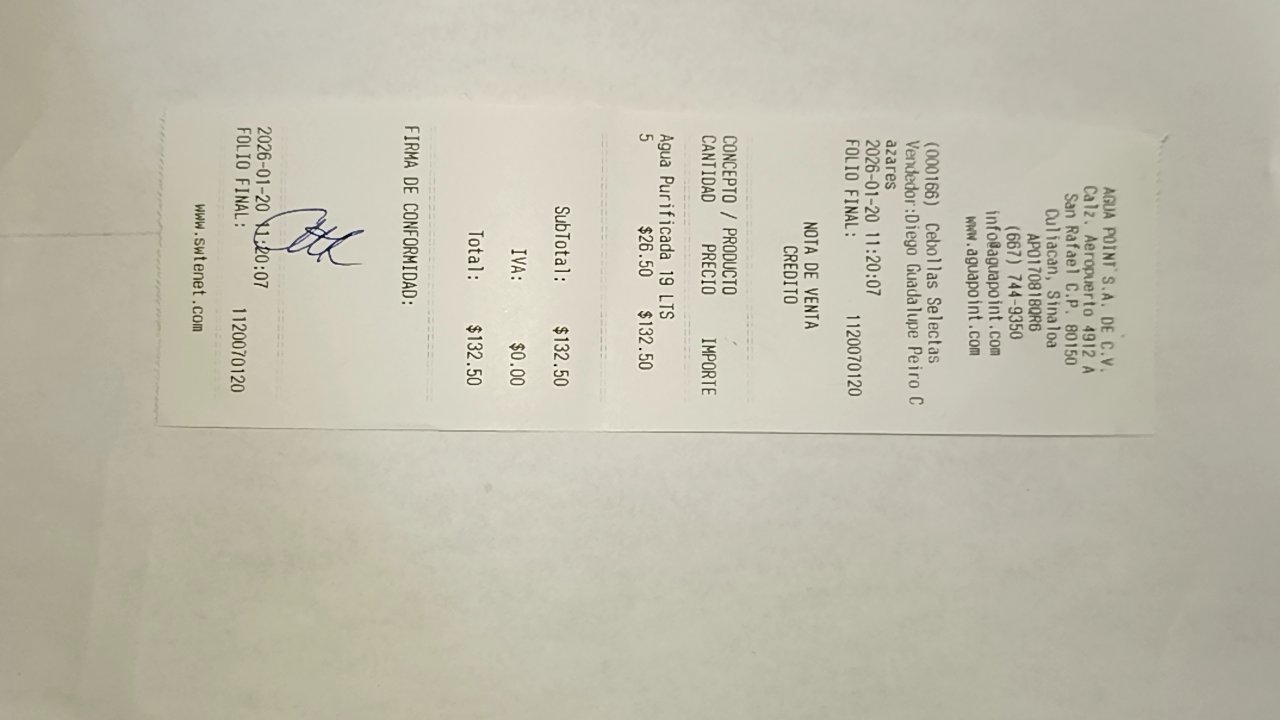 AGUA POINT S.A. DE C.V.
Calz. Aeropuerto 4912 A
San Rafael C.P. 80150
Culiacan, Sinaloa
APO170818QR6
(667) 744-9350
info@aguapoint.com
www.aguapoint.com
(000166) Cebollas Selectas
Vendedor:Diego Guadalupe Peiro C
azares
2026-01-20 11:20:07
FOLIO FINAL: 1120070120
NOTA DE VENTA
CREDITO
CONCEPTO / PRODUCTO
CANTIDAD PRECIO IMPORTE
Agua Purificada 19 LTS
5 $26.50 $132.50
SubTotal: $132.50
IVA: $0.00
Total: $132.50
FIRMA DE CONFORMIDAD:
2026-01-20 11:20:07
FOLIO FINAL: 1120070120
www.swtenet.com